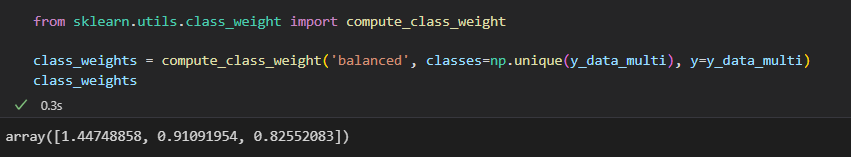 from sklearn.utils.class_weight import compute_class_weight
class_weights = compute_class_weight('balanced', classes=np.unique(y_data_multi), y=y_data_multi)
class_weights
✓ 0.3s
array([1.44748858, 0.91091954, 0.82552083])